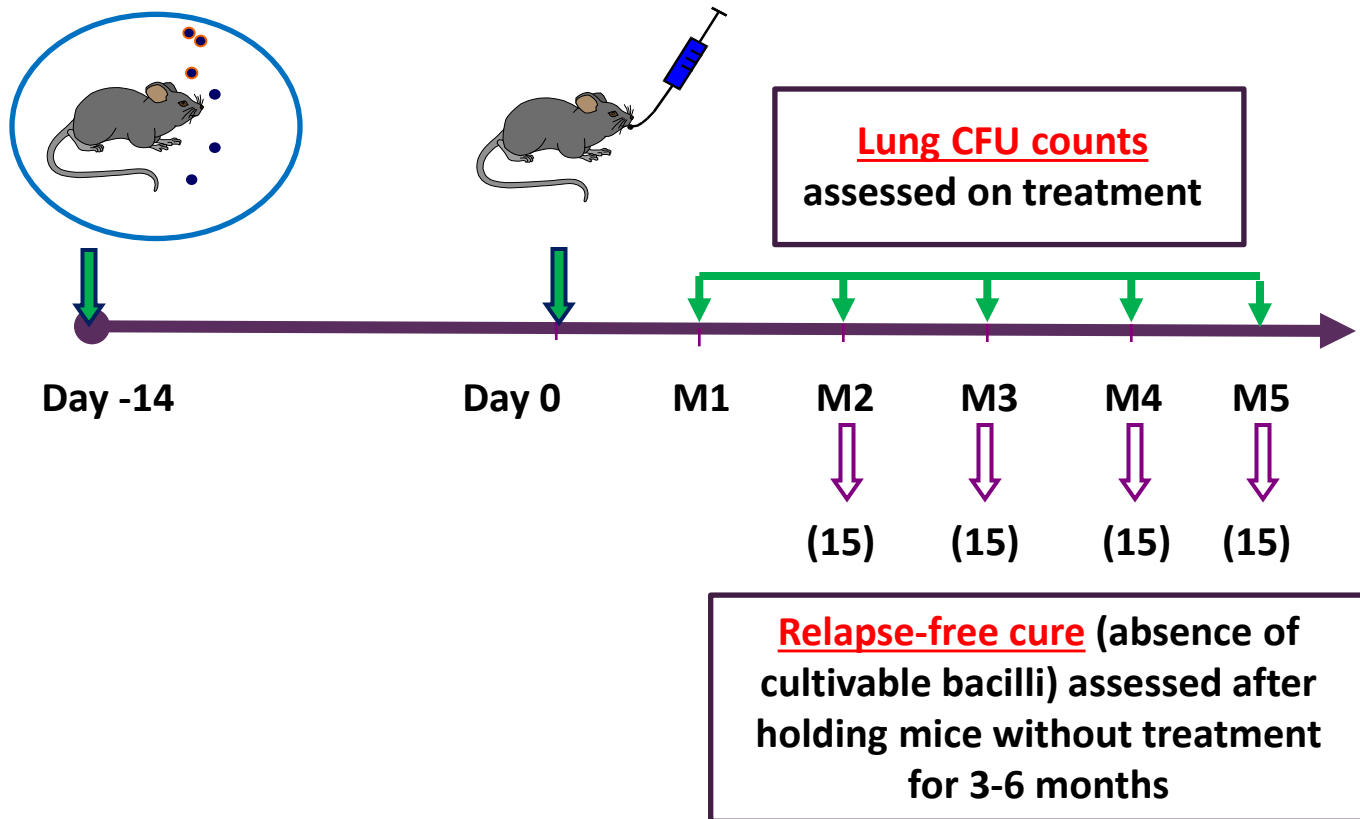 Lung CFU counts
assessed on treatment
Day -14
Day 0
M1
M2
M3
M4
M5
(15)
(15)
(15)
(15)
Relapse-free cure (absence of
cultivable bacilli) assessed after
holding mice without treatment
for 3-6 months